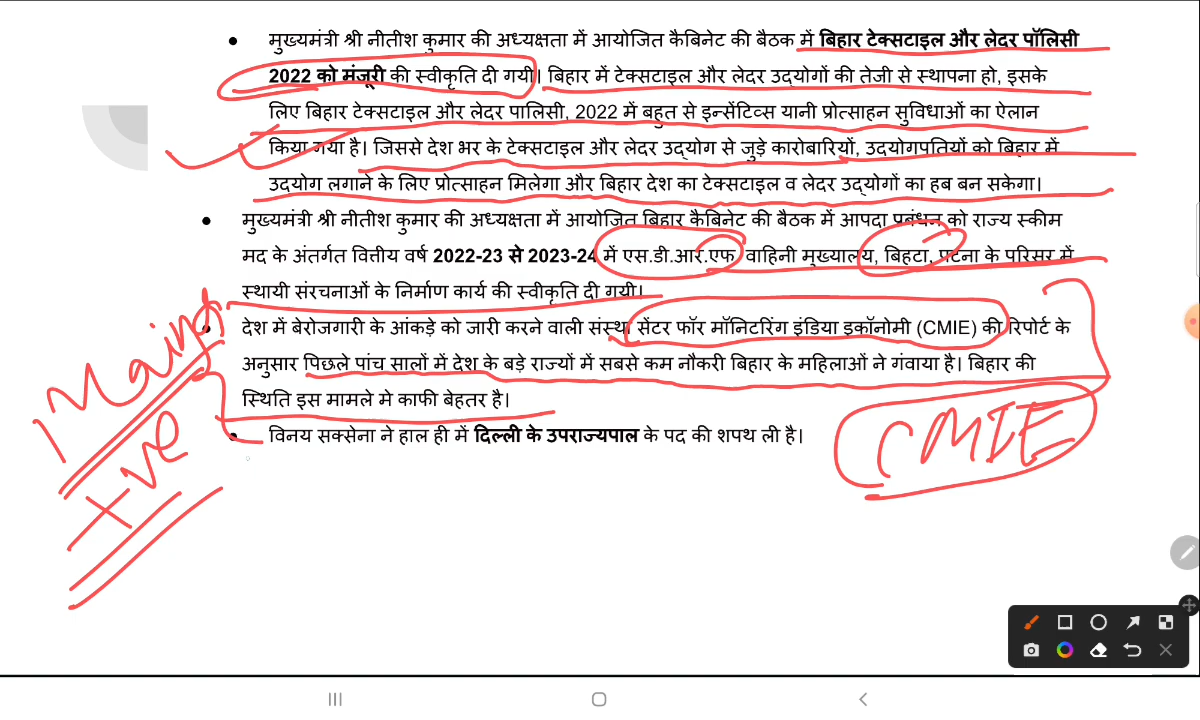 मुख्यमंत्री श्री नीतीश कुमार की अध्यक्षता में आयोजित कैबिनेट की बैठक में बिहार टेक्सटाइल और लेदर पॉलिसी
2022 को मंजूरी की स्वीकृति दी गयी। बिहार में टेक्सटाइल और लेदर उद्योगों की तेजी से स्थापना हो, इसके
लिए बिहार टेक्सटाइल और लेदर पालिसी, 2022 में बहुत से इन्सेंटिव्स यानी प्रोत्साहन सुविधाओं का ऐलान
किया गया है। जिससे देश भर के टेक्सटाइल और लेदर उद्योग से जुड़े कारोबारियों, उदयोगपतियों को बिहार में
उदयोग लगाने के लिए प्रोत्साहन मिलेगा और बिहार देश का टेक्सटाइल व लेदर उद्योगों का हब बन सकेगा।
मुख्यमंत्री श्री नीतीश कुमार की अध्यक्षता में आयोजित बिहार कैबिनेट की बैठक में आपदा प्रबंधन को राज्य स्कीम
मद के अंतर्गत वित्तीय वर्ष 2022-23 से 2023-24 में एस.डी.आर.एफ वाहिनी मुख्यालय, बिहटा, पटना के परिसर में
स्थायी संरचनाओं के निर्माण कार्य की स्वीकृति दी गयी।
देश में बेरोजगारी के आंकड़े को जारी करने वाली संस्था सेंटर फॉर मॉनिटरिंग इंडिया इकॉनोमी (CMIE) की रिपोर्ट के
अनुसार पिछले पांच सालों में देश के बड़े राज्यों में सबसे कम नौकरी बिहार के महिलाओं ने गंवाया है। बिहार की
स्थिति इस मामले मे काफी बेहतर है।
विनय सक्सेना ने हाल ही में दिल्ली के उपराज्यपाल के पद की शपथ ली है।
Mains
+ve
CMIE